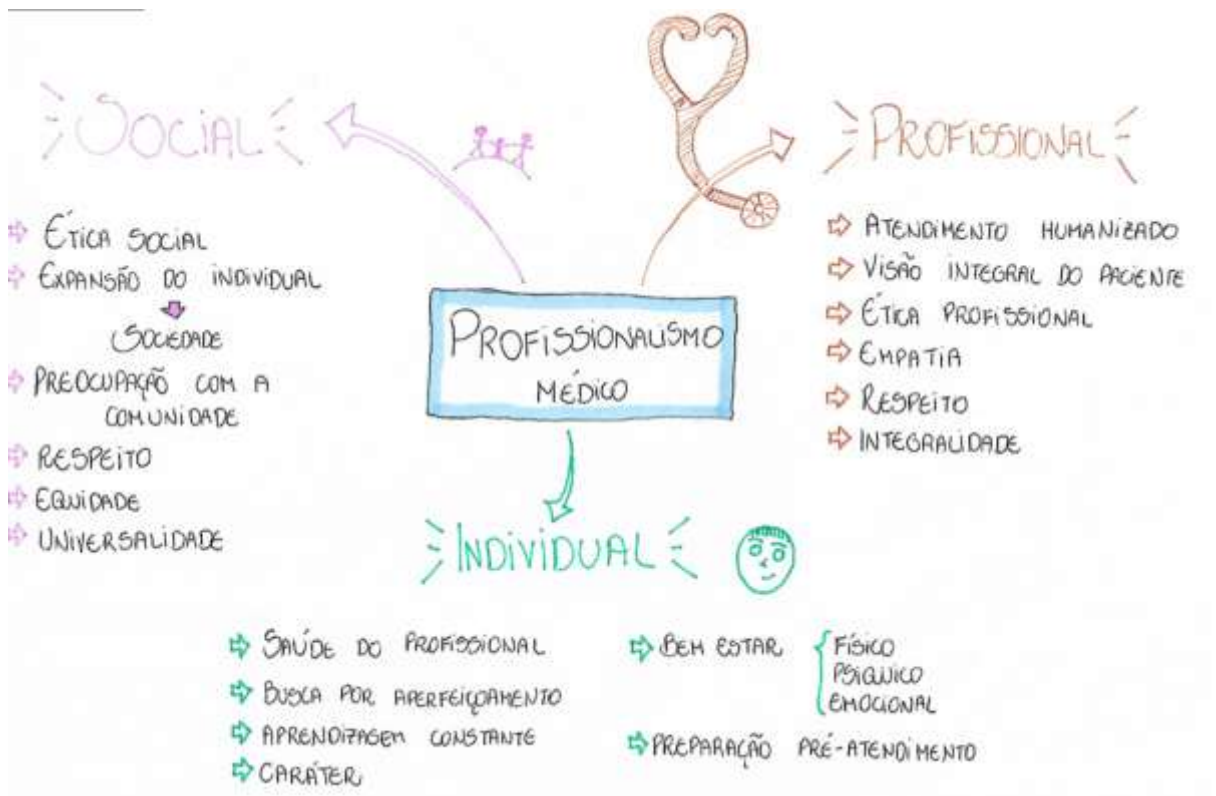 SOCIAL
ÉTICA SOCIAL
EXPANSÃO DO INDIVIDUAL
SOCIEDADE
PREOCUPAÇÃO COM A
COMUNIDADE
RESPEITO
EQUIDADE
UNIVERSALIDADE
PROFISSIONALISMO
MÉDICO
PROFISSIONAL
ATENDIMENTO HUMANIZADO
VISÃO INTEGRAL DO PACIENTE
ÉTICA PROFISSIONAL
EMPATIA
RESPEITO
INTEGRALIDADE
INDIVIDUAL
SAÚDE DO PROFISSIONAL
BUSCA POR APERFEIÇOAMENTO
APRENDIZAGEM CONSTANTE
CARÁTER
BEM ESTAR
FÍSICO
PSIQUICO
EMOCIONAL
PREPARAÇÃO PRÉ-ATENDIMENTO